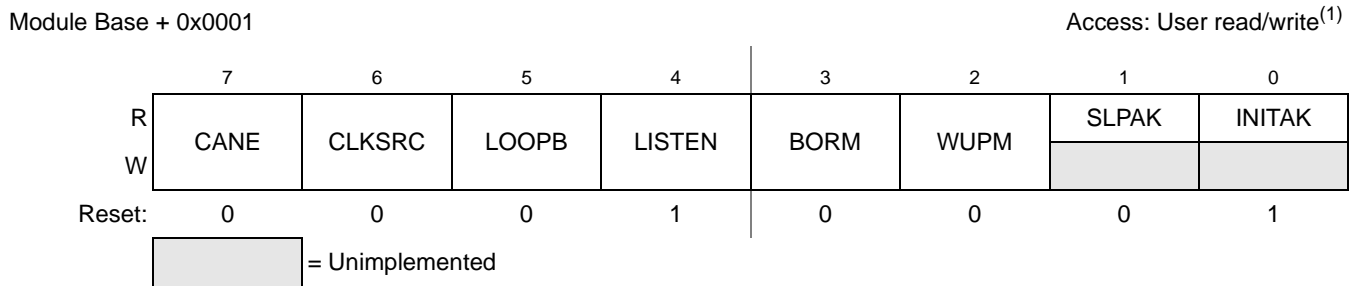 Module Base + 0x0001 Access: User read/write(1)
7 6 5 4 3 2 1 0
R CANE CLKSRC LOOPB LISTEN BORM WUPM SLPAK INITAK
W
Reset: 0 0 0 1 0 0 0 1
= Unimplemented